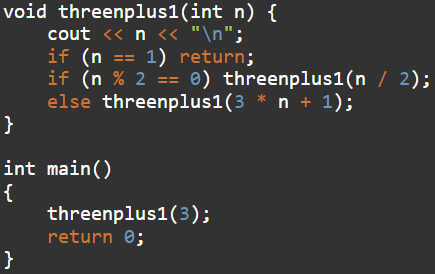 void threenplus1(int n) {
    cout << n << "\n";
    if (n == 1) return;
    if (n % 2 == 0) threenplus1(n / 2);
    else threenplus1(3 * n + 1);
}

int main()
{
    threenplus1(3);
    return 0;
}